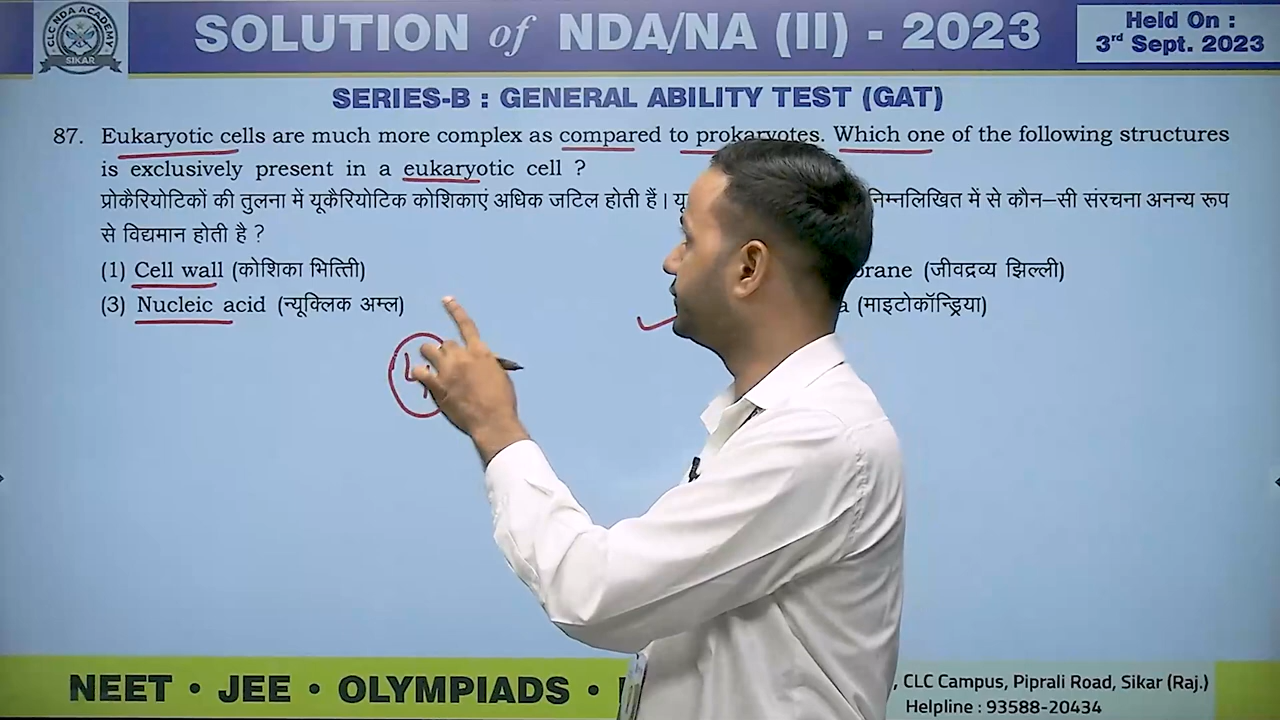 CLC NDA ACADEMY
SIKAR
SOLUTION of NDA/NA (II) - 2023
Held On :
3rd Sept. 2023
SERIES-B : GENERAL ABILITY TEST (GAT)
87. Eukaryotic cells are much more complex as compared to prokaryotes. Which one of the following structures
is exclusively present in a eukaryotic cell ?
प्रोकैरियोटिकों की तुलना में यूकैरियोटिक कोशिकाएं अधिक जटिल होती हैं। निम्नलिखित में से कौन–सी संरचना अनन्य रूप
से विद्यमान होती है ?
(1) Cell wall (कोशिका भित्तिी) (जीवद्रव्य झिल्ली)
(3) Nucleic acid (न्यूक्लिक अम्ल) (माइटोकॉन्ड्रिया)
NEET • JEE • OLYMPIADS •
, CLC Campus, Piprali Road, Sikar (Raj.)
Helpline : 93588-20434